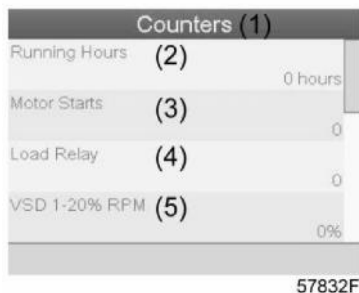 Counters (1)
Running Hours (2)
0 hours
Motor Starts (3)
0
Load Relay (4)
0
VSD 1-20% RPM (5)
0%
57832F